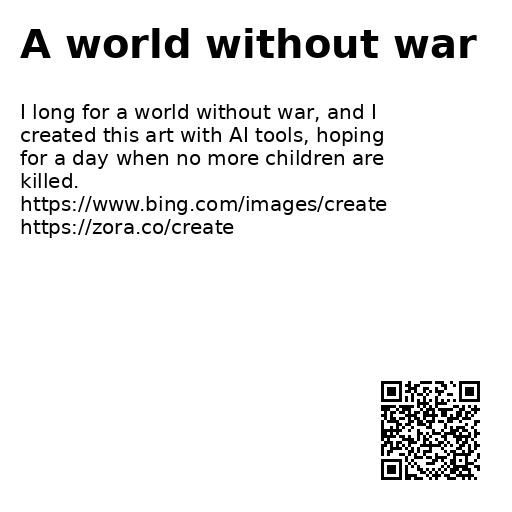 A world without war
I long for a world without war, and I
created this art with AI tools, hoping
for a day when no more children are
killed.
https://www.bing.com/images/create
https://zora.co/create